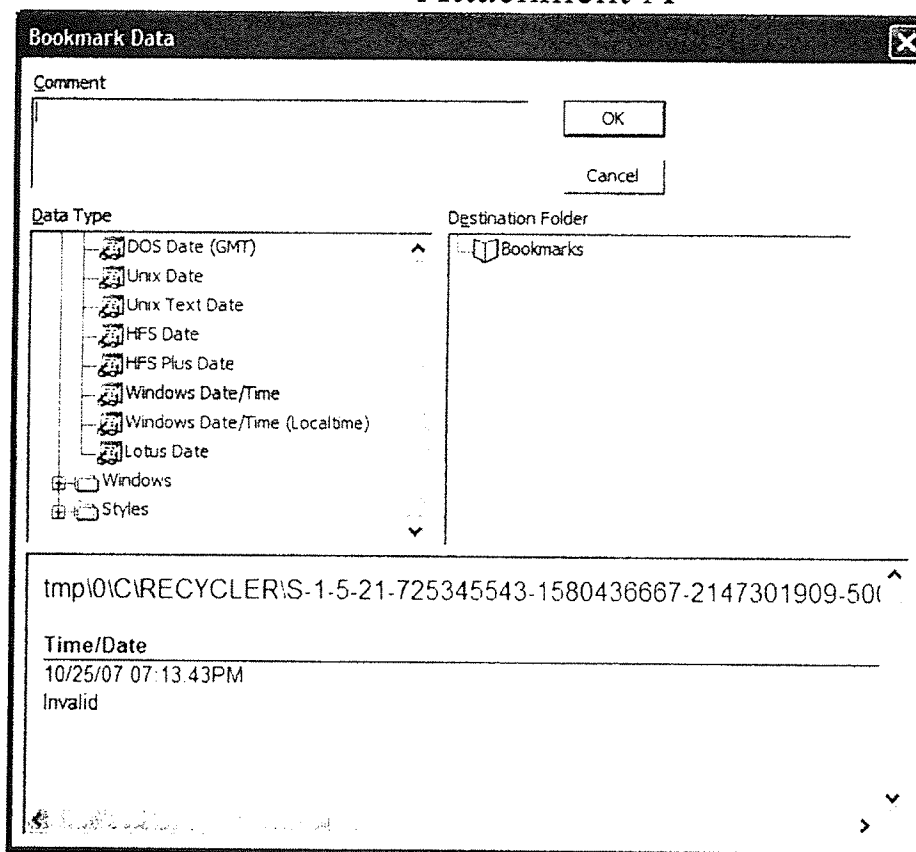 Bookmark Data
Comment
OK
Cancel
Data Type
Destination Folder
DOS Date (GMT)
Bookmarks
Unix Date
Unix Text Date
HFS Date
HFS Plus Date
Windows Date/Time
Windows Date/Time (Localtime)
Lotus Date
Windows
Styles
tmp\0\C\RECYCLER\S-1-5-21-725345543-1580436667-2147301909-500
Time/Date
10/25/07 07:13:43PM
Invalid